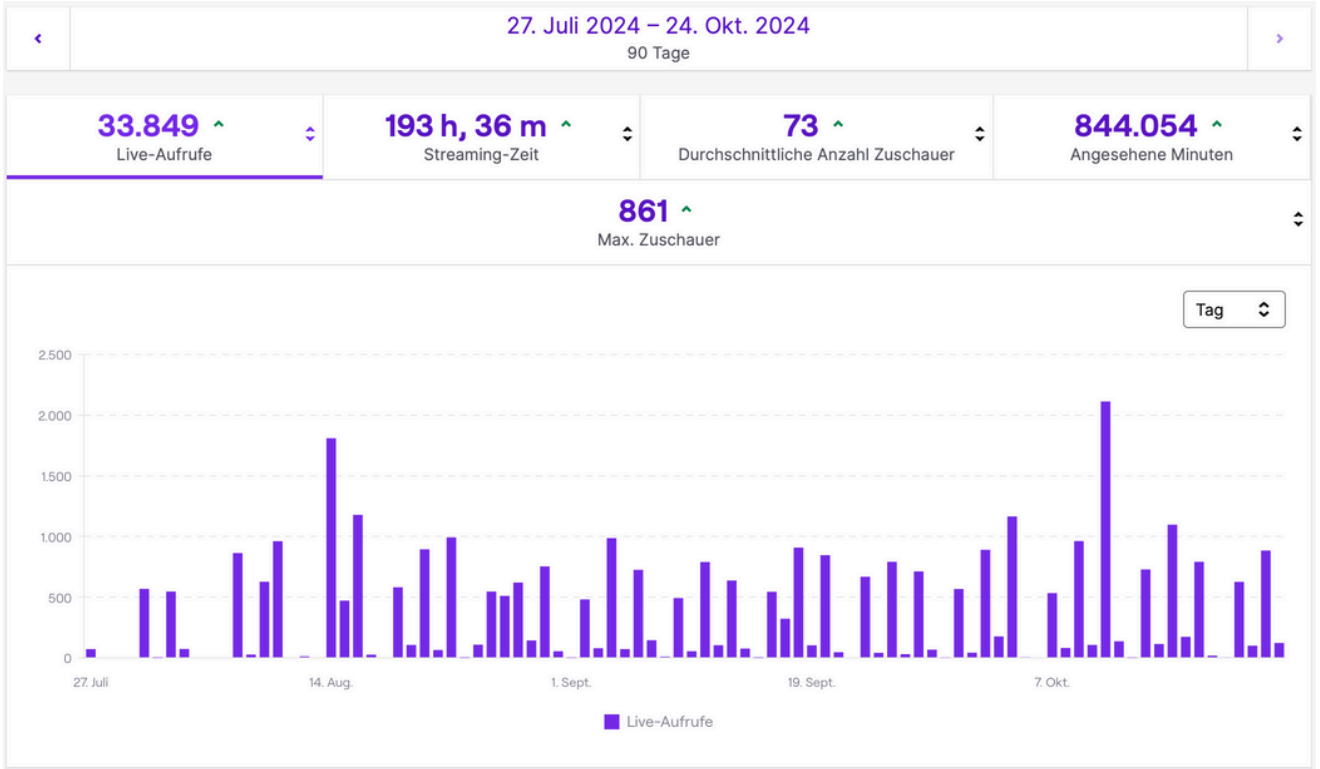 27. Juli 2024 – 24. Okt. 2024
90 Tage
33.849
Live-Aufrufe
193 h, 36 m
Streaming-Zeit
73
Durchschnittliche Anzahl Zuschauer
844.054
Angesehene Minuten
861
Max. Zuschauer
Tag
2.500
2.000
1.500
1.000
500
0
27. Juli
14. Aug.
1. Sept.
19. Sept.
7. Okt.
Live-Aufrufe